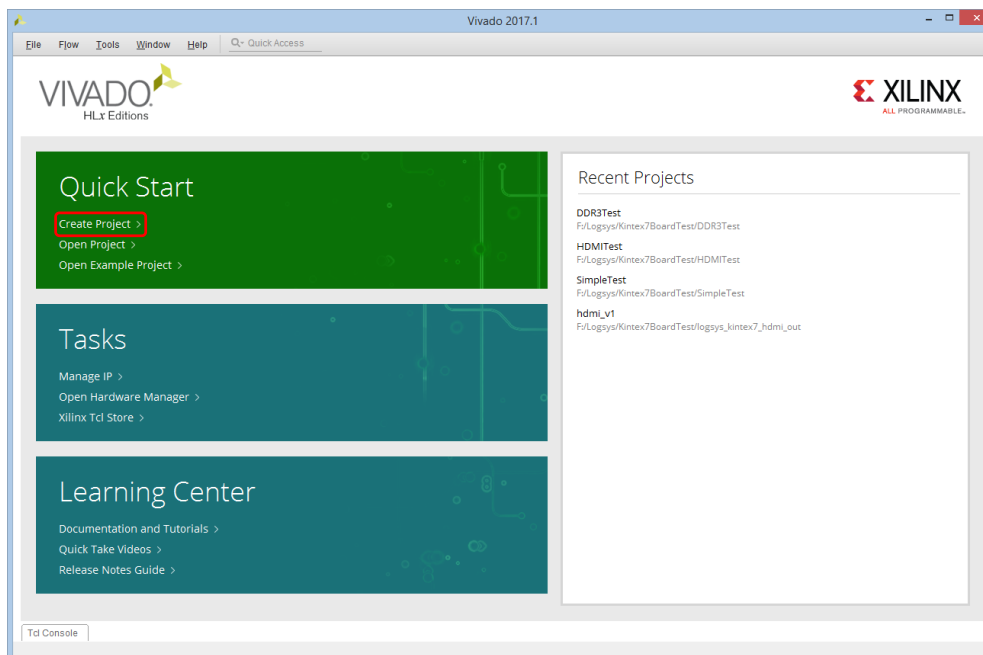 Vivado 2017.1
File Flow Tools Window Help Quick Access
VIVADO.
HLx Editions
XILINX
ALL PROGRAMMABLE.
Quick Start
Create Project >
Open Project >
Open Example Project >
Tasks
Manage IP >
Open Hardware Manager >
Xilinx Tcl Store >
Learning Center
Documentation and Tutorials >
Quick Take Videos >
Release Notes Guide >
Recent Projects
DDR3Test
F:/Logsys/Kintex7BoardTest/DDR3Test
HDMITest
F:/Logsys/Kintex7BoardTest/HDMITest
SimpleTest
F:/Logsys/Kintex7BoardTest/SimpleTest
hdmi_v1
F:/Logsys/Kintex7BoardTest/logsys_kintex7_hdmi_out
Tcl Console